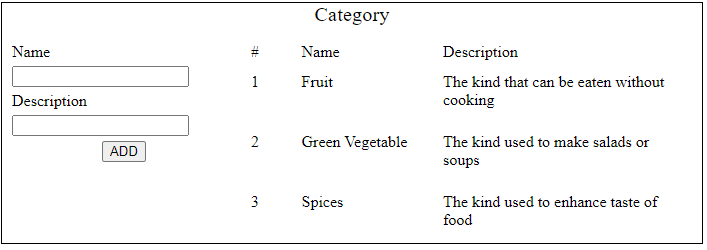 Category
Name
Description
ADD
# Name Description
1 Fruit The kind that can be eaten without
cooking
2 Green Vegetable The kind used to make salads or
soups
3 Spices The kind used to enhance taste of
food